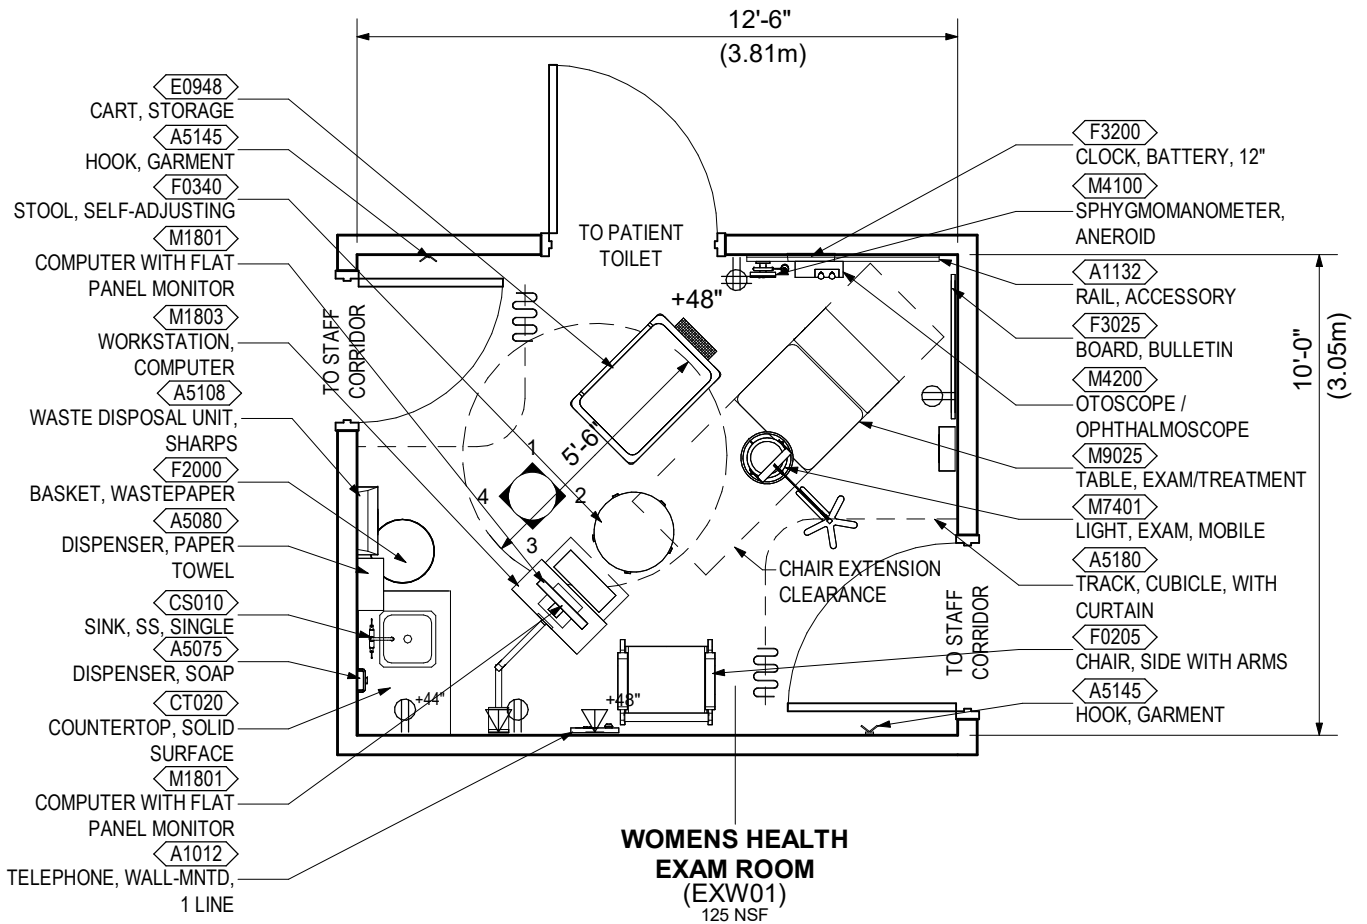 12'-6"
(3.81m)
E0948
CART, STORAGE
A5145
HOOK, GARMENT
F0340
STOOL, SELF-ADJUSTING
M1801
COMPUTER WITH FLAT
PANEL MONITOR
M1803
WORKSTATION,
COMPUTER
A5108
WASTE DISPOSAL UNIT,
SHARPS
F2000
BASKET, WASTEPAPER
A5080
DISPENSER, PAPER
TOWEL
CS010
SINK, SS, SINGLE
A5075
DISPENSER, SOAP
CT020
COUNTERTOP, SOLID
SURFACE
M1801
COMPUTER WITH FLAT
PANEL MONITOR
A1012
TELEPHONE, WALL-MNTD,
1 LINE
TO PATIENT
TOILET
TO STAFF
CORRIDOR
+48"
5'-6"
1
4
2
3
CHAIR EXTENSION
CLEARANCE
TO STAFF
CORRIDOR
+44"
+48"
F3200
CLOCK, BATTERY, 12"
M4100
SPHYGMOMANOMETER,
ANEROID
A1132
RAIL, ACCESSORY
F3025
BOARD, BULLETIN
M4200
OTOSCOPE /
OPHTHALMOSCOPE
M9025
TABLE, EXAM/TREATMENT
M7401
LIGHT, EXAM, MOBILE
A5180
TRACK, CUBICLE, WITH
CURTAIN
F0205
CHAIR, SIDE WITH ARMS
A5145
HOOK, GARMENT
10'-0"
(3.05m)
WOMENS HEALTH
EXAM ROOM
(EXW01)
125 NSF